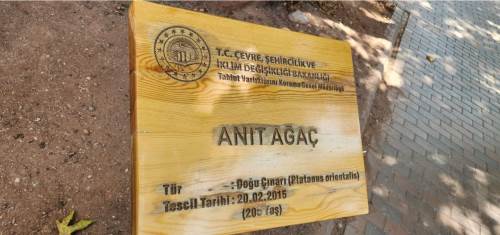 T.C. ÇEVRE, ŞEHİRCİLİK VE
İKLİM DEĞİŞİKLİĞİ BAKANLIĞI
Tabiat Varlıklarını Koruma Genel Müdürlüğü
ANIT AĞAÇ
Tür : Doğu Çınarı (Platanus orientalis)
Tescil Tarihi : 20.02.2015
Yaş)